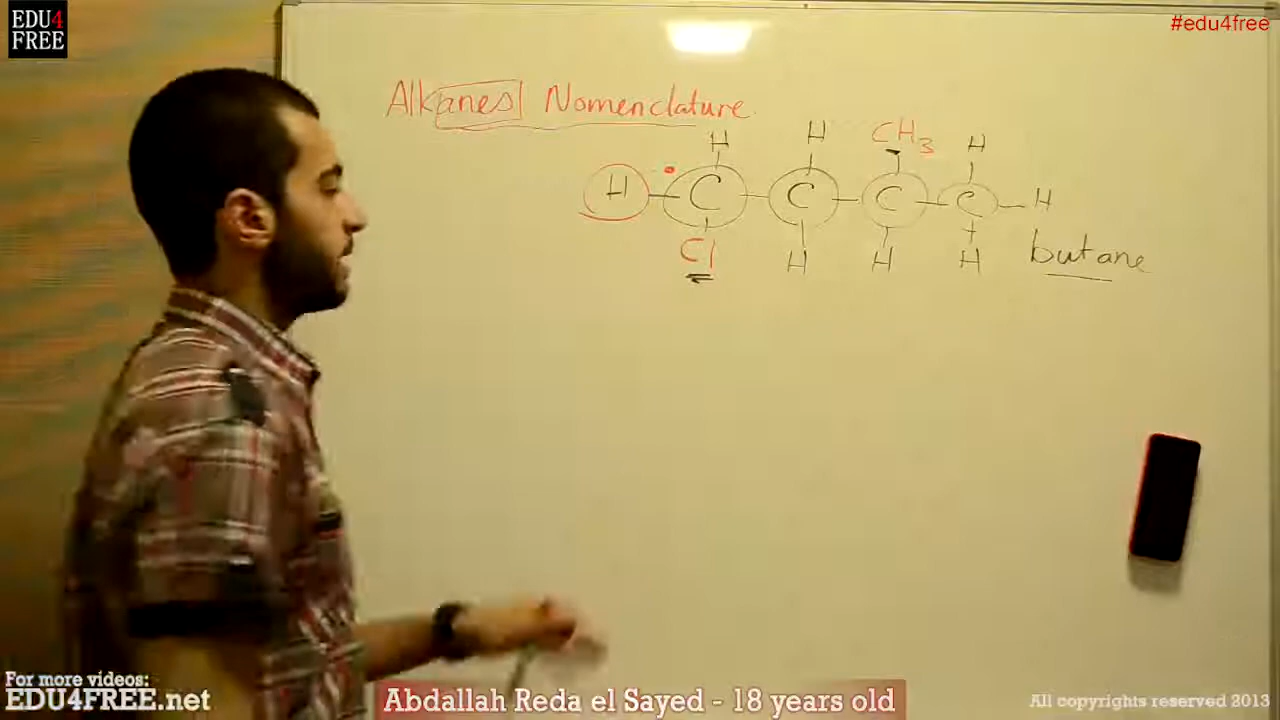 EDU4
FREE
#edu4free
Alkanes Nomenclature
H H CH3 H
H C C C C H
Cl H H H
butane
For more videos:
EDU4FREE.net
Abdallah Reda el Sayed - 18 years old
All copyrights reserved 2013